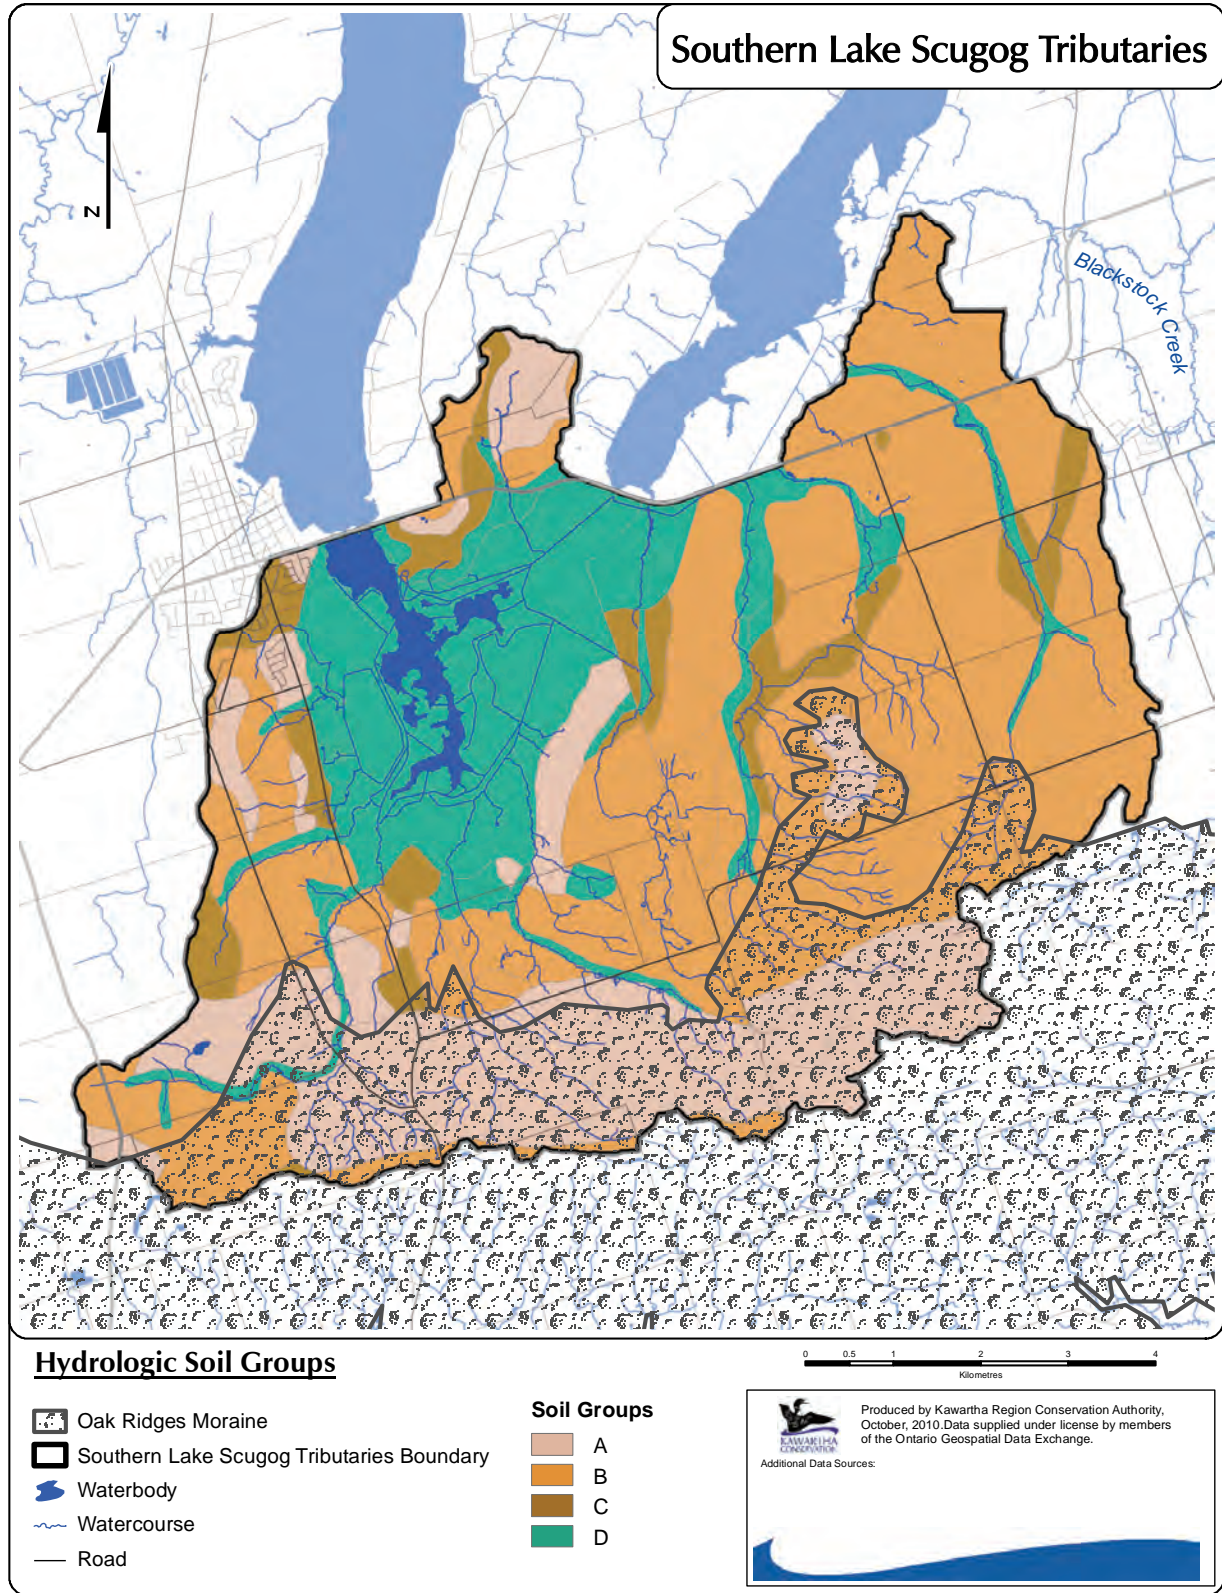 Southern Lake Scugog Tributaries
N
Blackstock Creek
Hydrologic Soil Groups
Oak Ridges Moraine
Southern Lake Scugog Tributaries Boundary
Waterbody
Watercourse
Road
Soil Groups
A
B
C
D
0 0.5 1 2 3 4
Kilometres
KAWARTHA
CONSERVATION
Produced by Kawartha Region Conservation Authority,
October, 2010.Data supplied under license by members
of the Ontario Geospatial Data Exchange.
Additional Data Sources: